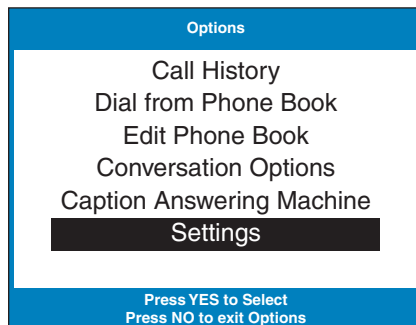 Options
Call History
Dial from Phone Book
Edit Phone Book
Conversation Options
Caption Answering Machine
Settings
Press YES to Select
Press NO to exit Options